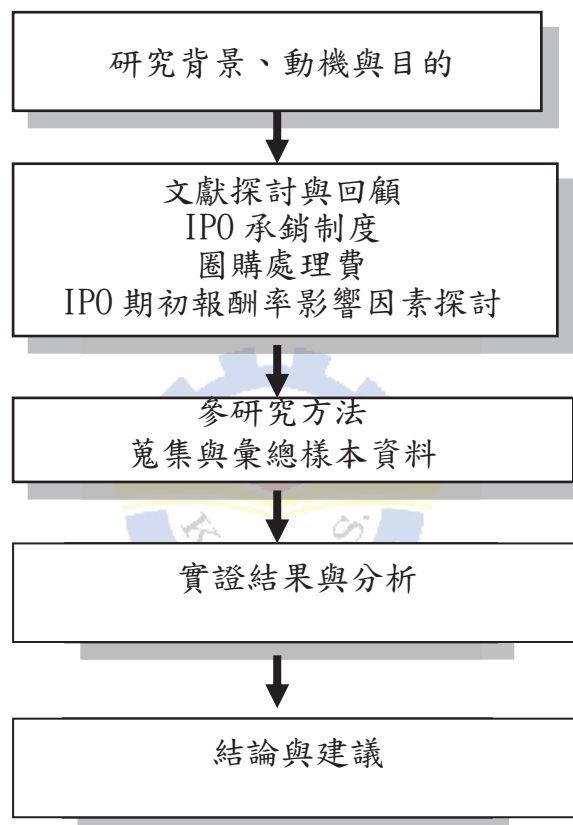 研究背景、動機與目的
文獻探討與回顧
IPO 承銷制度
圈購處理費
IPO 期初報酬率影響因素探討
參研究方法
蒐集與彙總樣本資料
K S
實證結果與分析
結論與建議